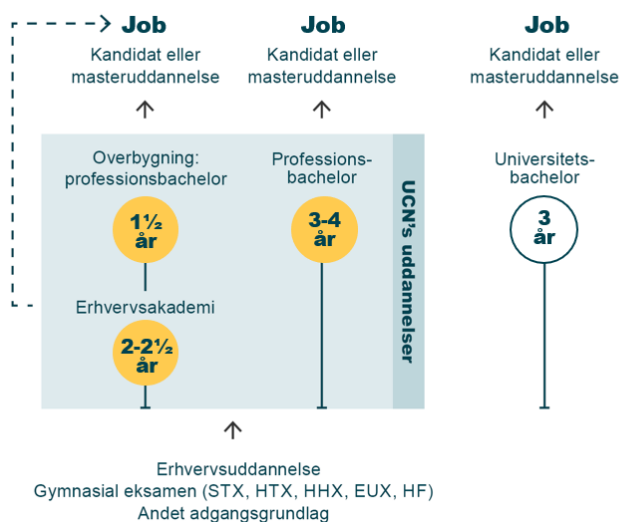 Job
Kandidat eller
masteruddannelse
Job
Kandidat eller
masteruddannelse
Job
Kandidat eller
masteruddannelse
Overbygning:
professionsbachelor
1½
år
Erhvervsakademi
2-2½
år
Professions-
bachelor
3-4
år
UCN's uddannelser
Universitets-
bachelor
3
år
Erhvervsuddannelse
Gymnasial eksamen (STX, HTX, HHX, EUX, HF)
Andet adgangsgrundlag